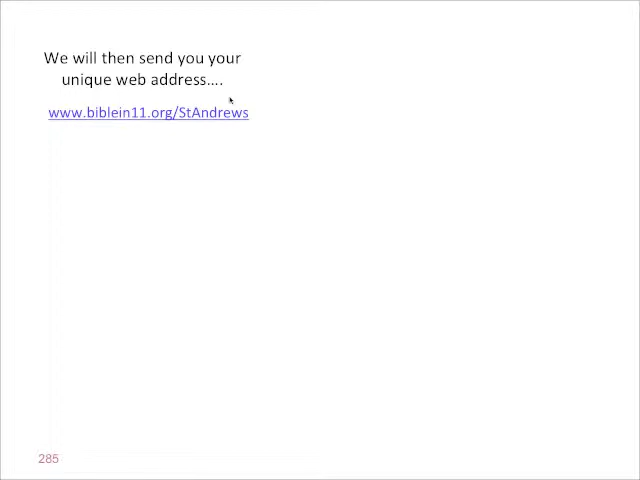 We will then send you your
unique web address....
www.biblein11.org/StAndrews
285